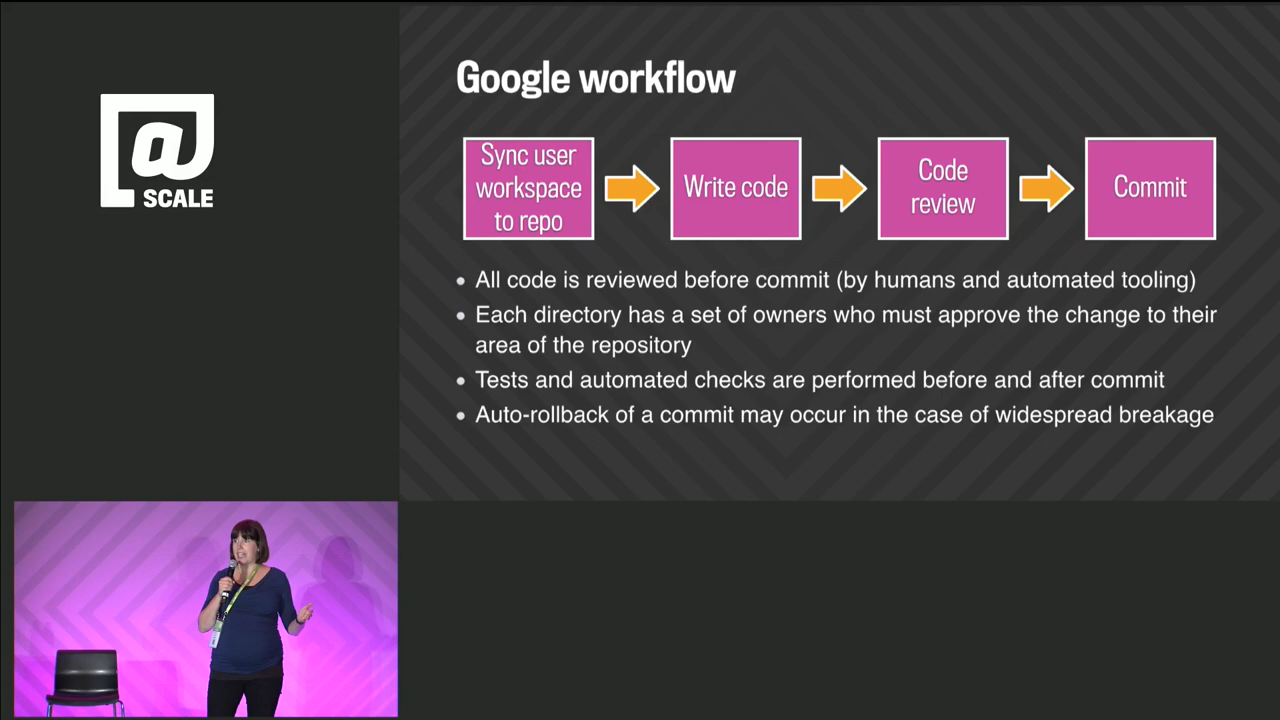 @
SCALE
Google workflow
Sync user
workspace
to repo
Write code
Code
review
Commit
• All code is reviewed before commit (by humans and automated tooling)
• Each directory has a set of owners who must approve the change to their
area of the repository
• Tests and automated checks are performed before and after commit
• Auto-rollback of a commit may occur in the case of widespread breakage